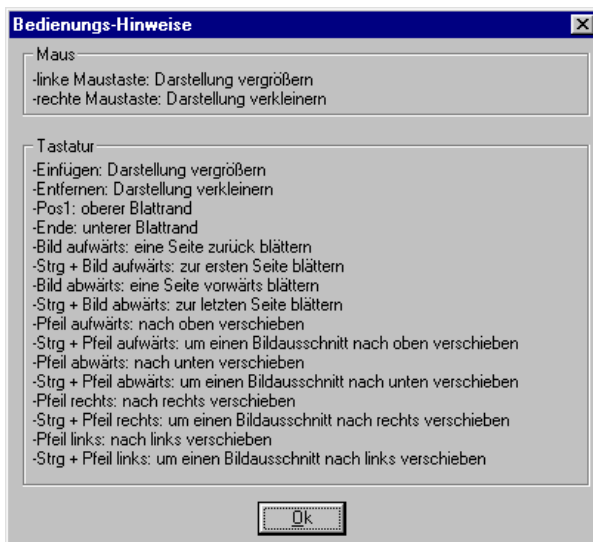 Bedienungs-Hinweise
Maus
-linke Maustaste: Darstellung vergrößern
-rechte Maustaste: Darstellung verkleinern
Tastatur
-Einfügen: Darstellung vergrößern
-Entfernen: Darstellung verkleinern
-Pos1: oberer Blattrand
-Ende: unterer Blattrand
-Bild aufwärts: eine Seite zurück blättern
-Strg + Bild aufwärts: zur ersten Seite blättern
-Bild abwärts: eine Seite vorwärts blättern
-Strg + Bild abwärts: zur letzten Seite blättern
-Pfeil aufwärts: nach oben verschieben
-Strg + Pfeil aufwärts: um einen Bildausschnitt nach oben verschieben
-Pfeil abwärts: nach unten verschieben
-Strg + Pfeil abwärts: um einen Bildausschnitt nach unten verschieben
-Pfeil rechts: nach rechts verschieben
-Strg + Pfeil rechts: um einen Bildausschnitt nach rechts verschieben
-Pfeil links: nach links verschieben
-Strg + Pfeil links: um einen Bildausschnitt nach links verschieben
Ok